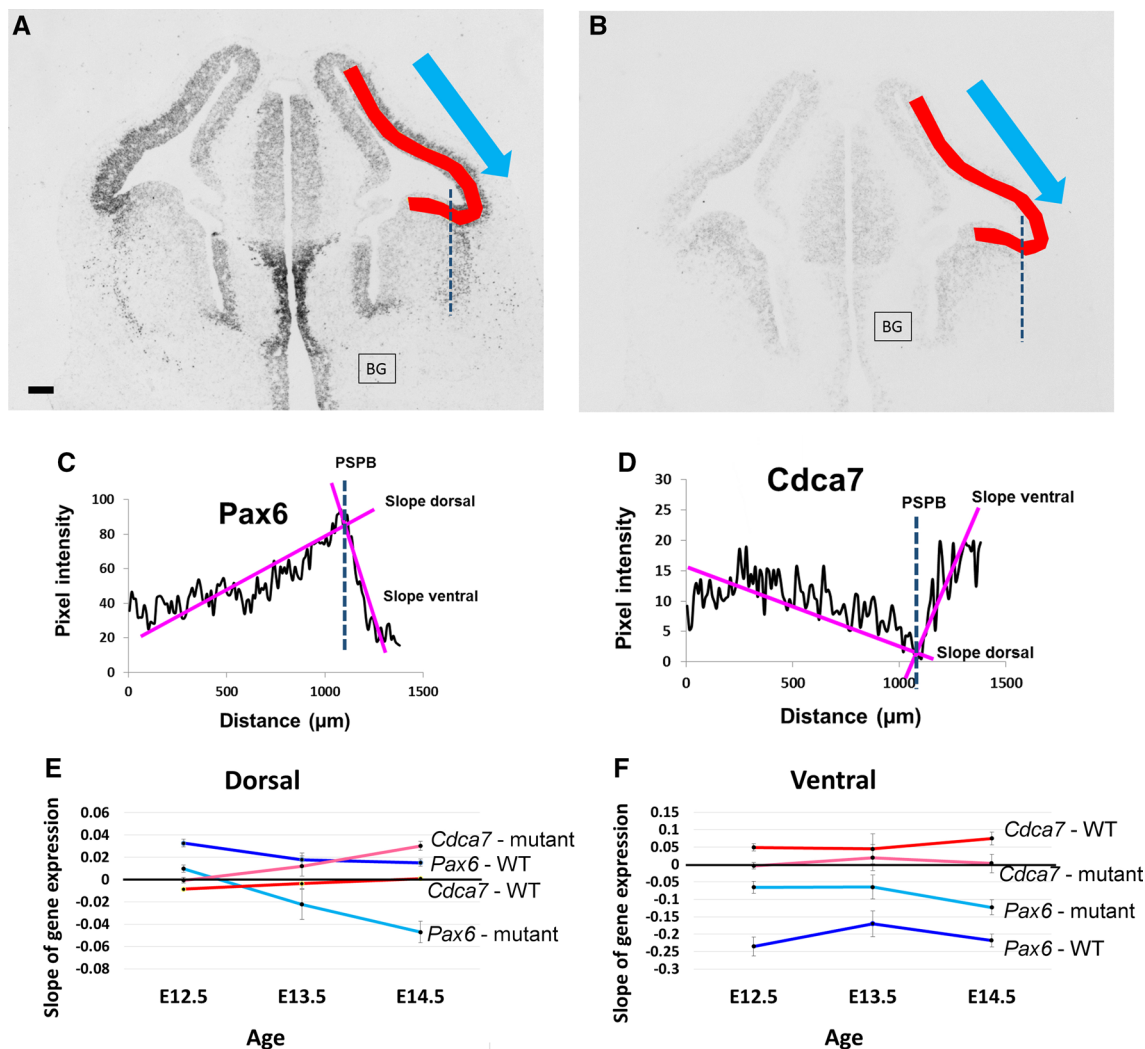 A
BG
B
BG
C
Pax6
PSPB
Slope dorsal
Slope ventral
Pixel intensity
100
80
60
40
20
0
0
500
1000
1500
Distance (µm)
D
Cdca7
PSPB
Slope ventral
Slope dorsal
Pixel intensity
30
25
20
15
10
5
0
0
500
1000
1500
Distance (µm)
E
Dorsal
Slope of gene expression
0.06
0.04
0.02
0
-0.02
-0.04
-0.06
-0.08
Cdca7 - mutant
Pax6 - WT
Cdca7 - WT
Pax6 - mutant
E12.5
E13.5
E14.5
Age
F
Ventral
Slope of gene expression
0.15
0.1
0.05
0
-0.05
-0.1
-0.15
-0.2
-0.25
-0.3
Cdca7 - WT
Cdca7 - mutant
Pax6 - mutant
Pax6 - WT
E12.5
E13.5
E14.5
Age